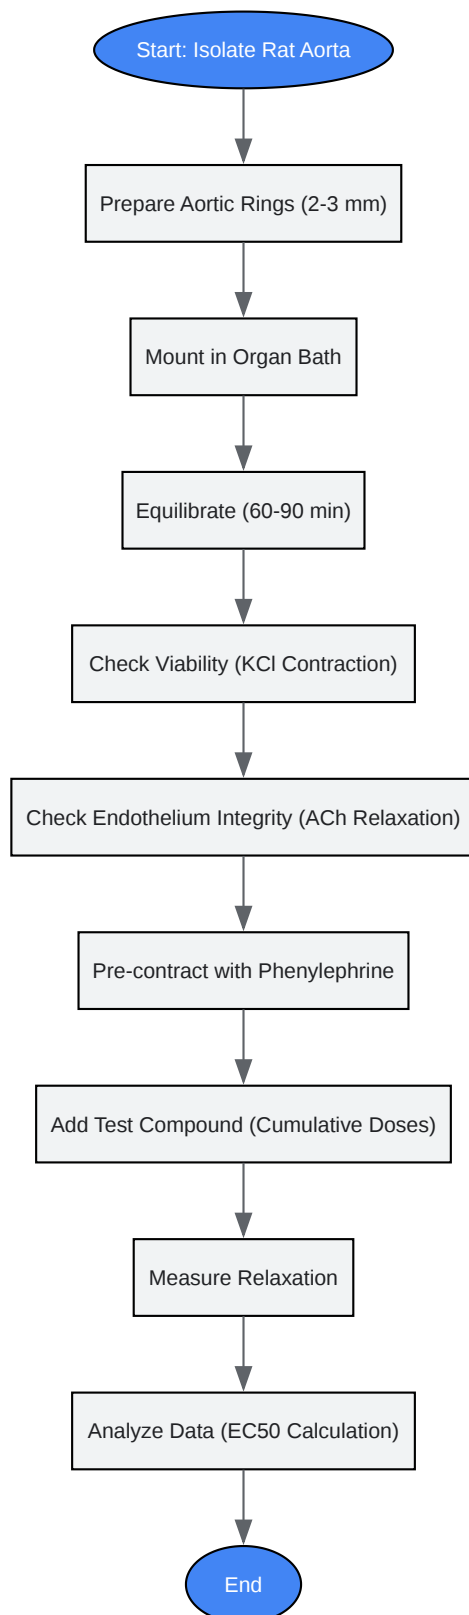 Start: Isolate Rat Aorta
Prepare Aortic Rings (2-3 mm)
Mount in Organ Bath
Equilibrate (60-90 min)
Check Viability (KCl Contraction)
Check Endothelium Integrity (ACh Relaxation)
Pre-contract with Phenylephrine
Add Test Compound (Cumulative Doses)
Measure Relaxation
Analyze Data (EC50 Calculation)
End